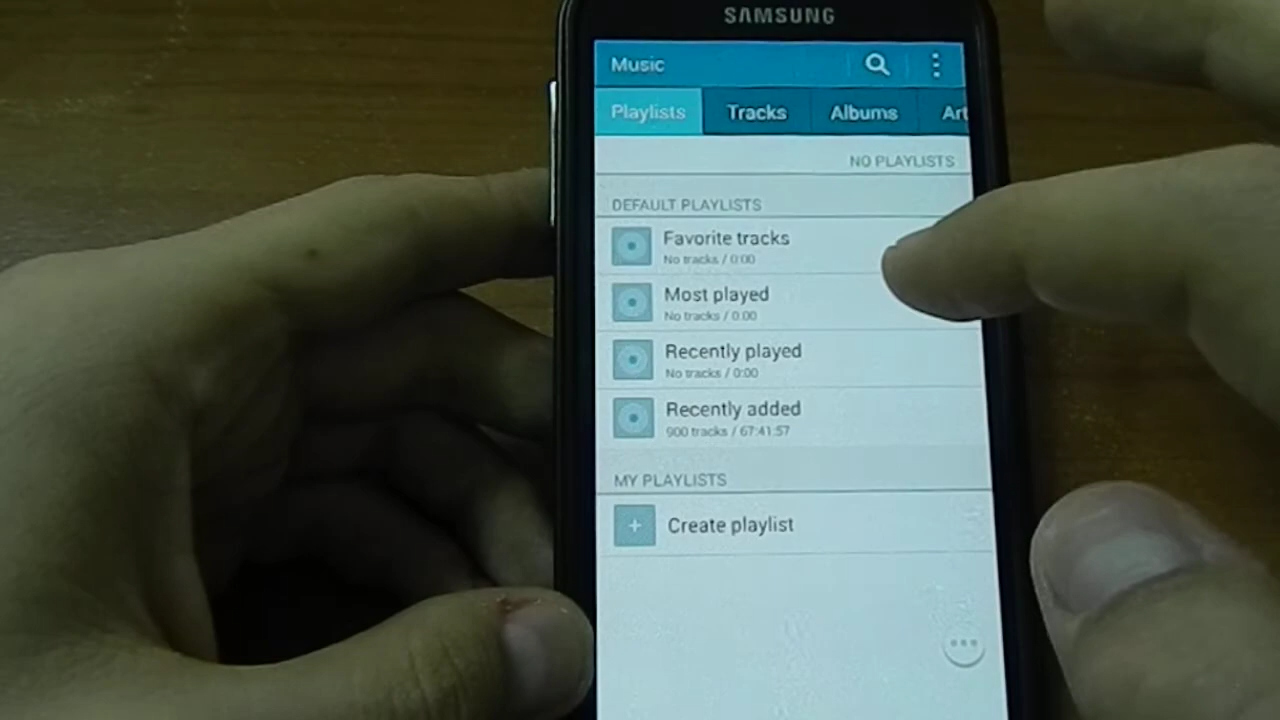 SAMSUNG
Music
Playlists Tracks Albums Art
NO PLAYLISTS
DEFAULT PLAYLISTS
Favorite tracks
No tracks / 0:00
Most played
No tracks / 0:00
Recently played
No tracks / 0:00
Recently added
900 tracks / 67:41:57
MY PLAYLISTS
Create playlist